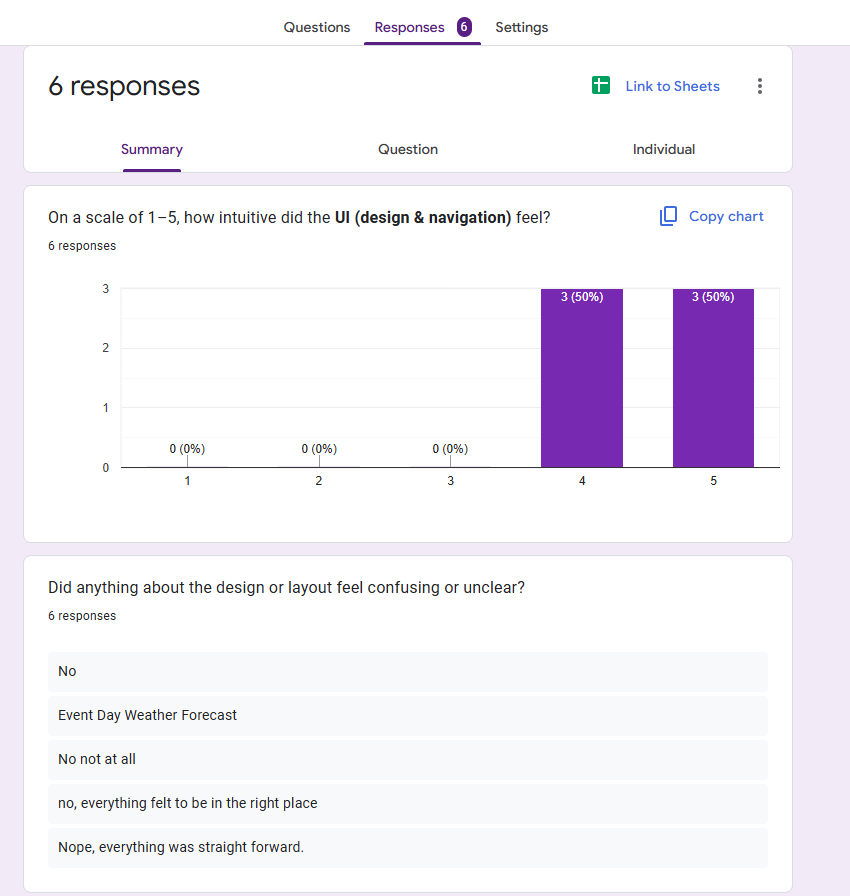 Questions Responses 6 Settings
6 responses
Link to Sheets
Summary Question Individual
On a scale of 1–5, how intuitive did the UI (design & navigation) feel?
Copy chart
6 responses
3
2
1
0
0 (0%) 0 (0%) 0 (0%) 3 (50%) 3 (50%)
1 2 3 4 5
Did anything about the design or layout feel confusing or unclear?
6 responses
No
Event Day Weather Forecast
No not at all
no, everything felt to be in the right place
Nope, everything was straight forward.